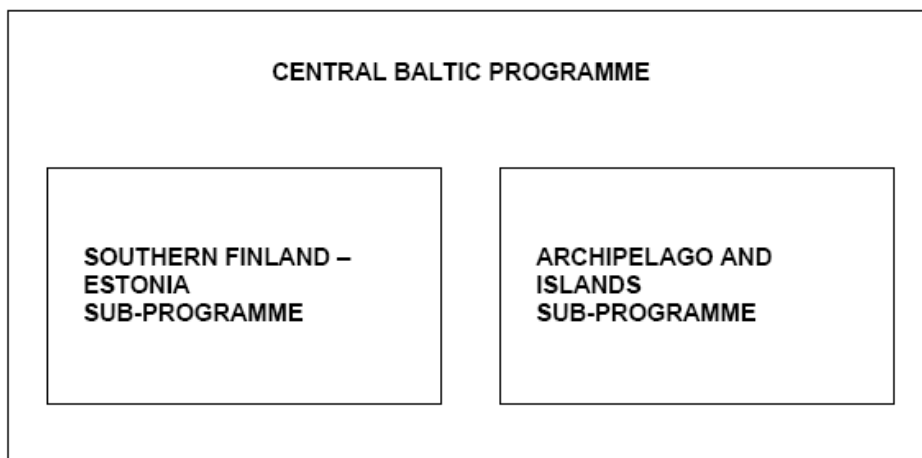 CENTRAL BALTIC PROGRAMME
SOUTHERN FINLAND –
ESTONIA
SUB-PROGRAMME
ARCHIPELAGO AND
ISLANDS
SUB-PROGRAMME